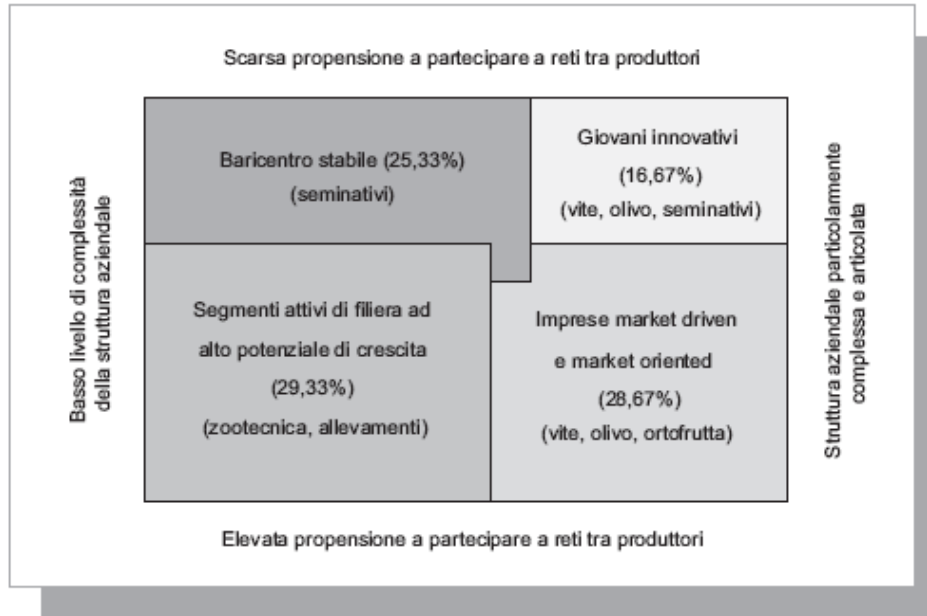 Scarsa propensione a partecipare a reti tra produttori
Basso livello di complessità
della struttura aziendale
Baricentro stabile (25,33%)
(seminativi)
Giovani innovativi
(16,67%)
(vite, olivo, seminativi)
Segmenti attivi di filiera ad
alto potenziale di crescita
(29,33%)
(zootecnica, allevamenti)
Imprese market driven
e market oriented
(28,67%)
(vite, olivo, ortofrutta)
Struttura aziendale particolarmente
complessa e articolata
Elevata propensione a partecipare a reti tra produttori